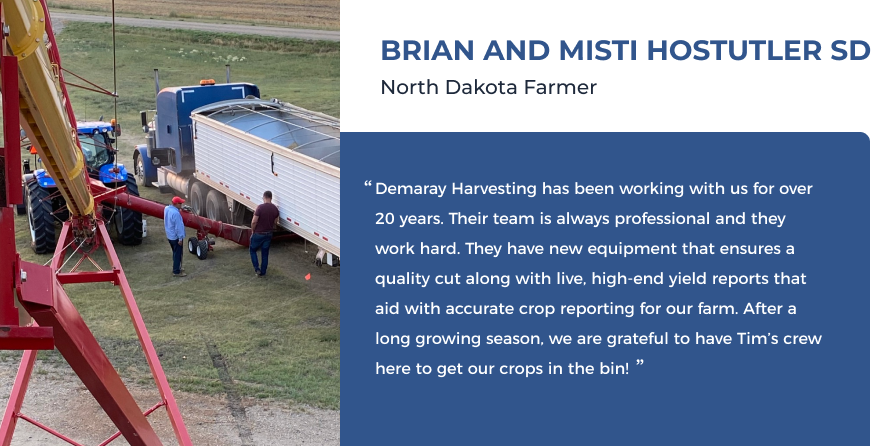 BRIAN AND MISTI HOSTUTLER SD
North Dakota Farmer
“ Demaray Harvesting has been working with us for over
20 years. Their team is always professional and they
work hard. They have new equipment that ensures a
quality cut along with live, high-end yield reports that
aid with accurate crop reporting for our farm. After a
long growing season, we are grateful to have Tim’s crew
here to get our crops in the bin! ”